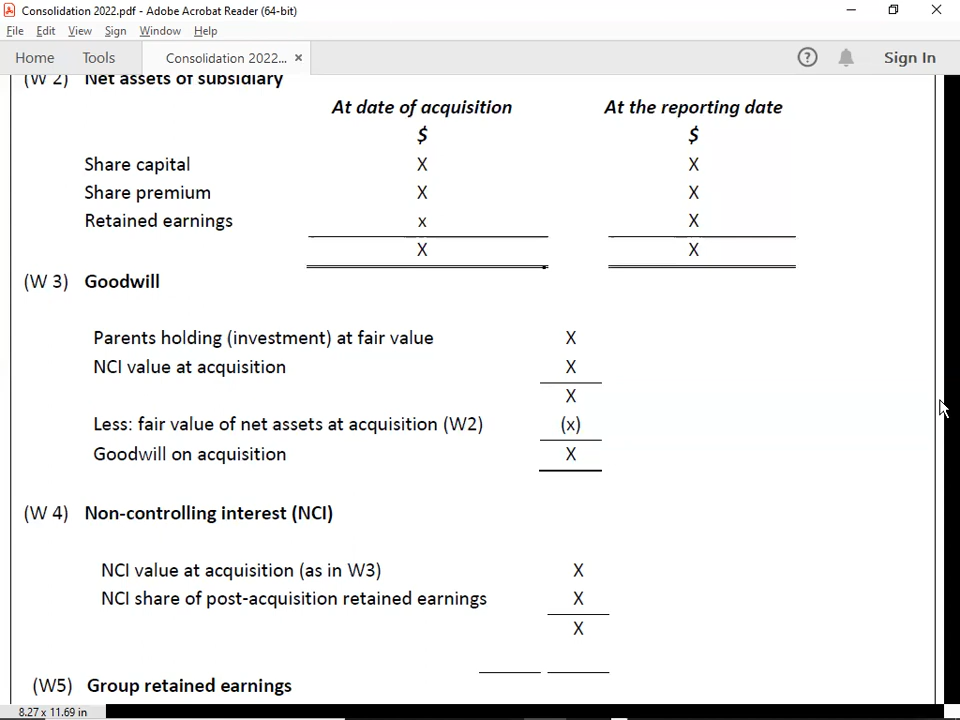 Consolidation 2022.pdf - Adobe Acrobat Reader (64-bit)
File Edit View Sign Window Help
Home Tools Consolidation 2022... × ? Sign In
(W 2) Net assets of subsidiary
At date of acquisition At the reporting date
$ $
Share capital X X
Share premium X X
Retained earnings x X
X X
(W 3) Goodwill
Parents holding (investment) at fair value X
NCI value at acquisition X
X
Less: fair value of net assets at acquisition (W2) (x)
Goodwill on acquisition X
(W 4) Non-controlling interest (NCI)
NCI value at acquisition (as in W3) X
NCI share of post-acquisition retained earnings X
X
(W5) Group retained earnings
8.27 x 11.69 in